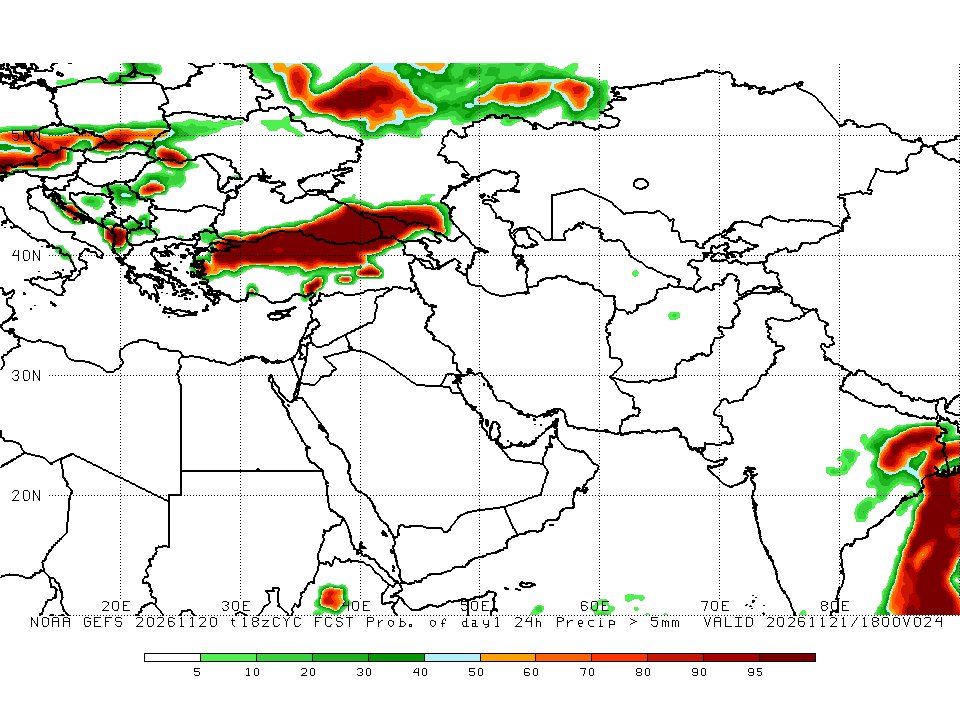 50N
40N
30N
20N
20E 30E 40E 50E 60E 70E 80E
NOAA GEFS 20261120 t18zCYC FCST Prob. of day1 24h Precip > 5mm VALID 20261121/1800V024
5 10 20 30 40 50 60 70 80 90 95